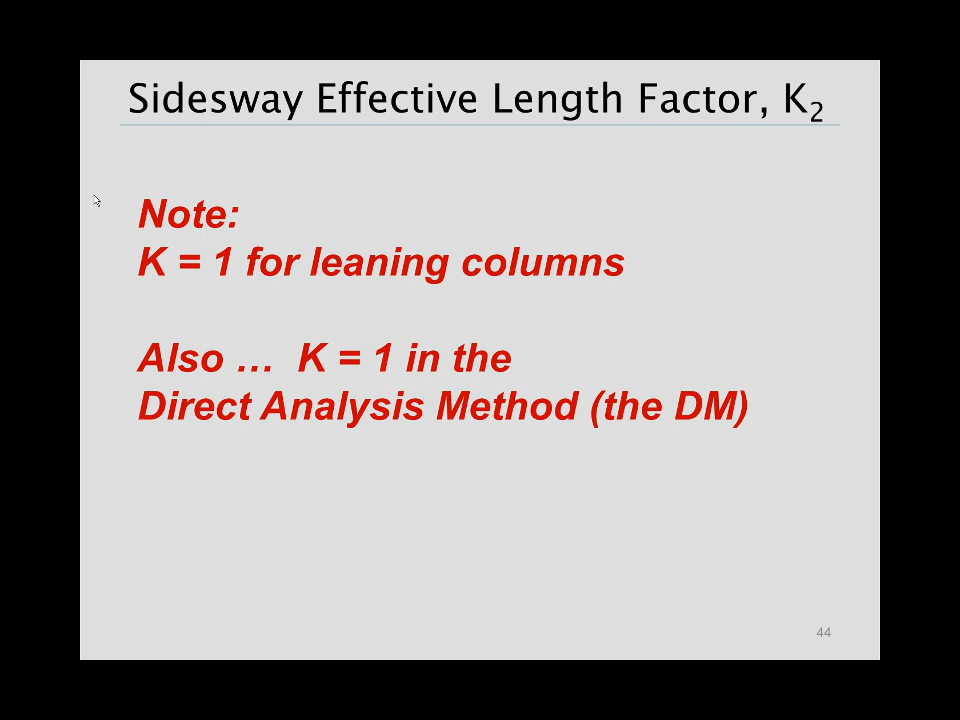 Sidesway Effective Length Factor, K₂
Note:
K = 1 for leaning columns
Also … K = 1 in the
Direct Analysis Method (the DM)
44